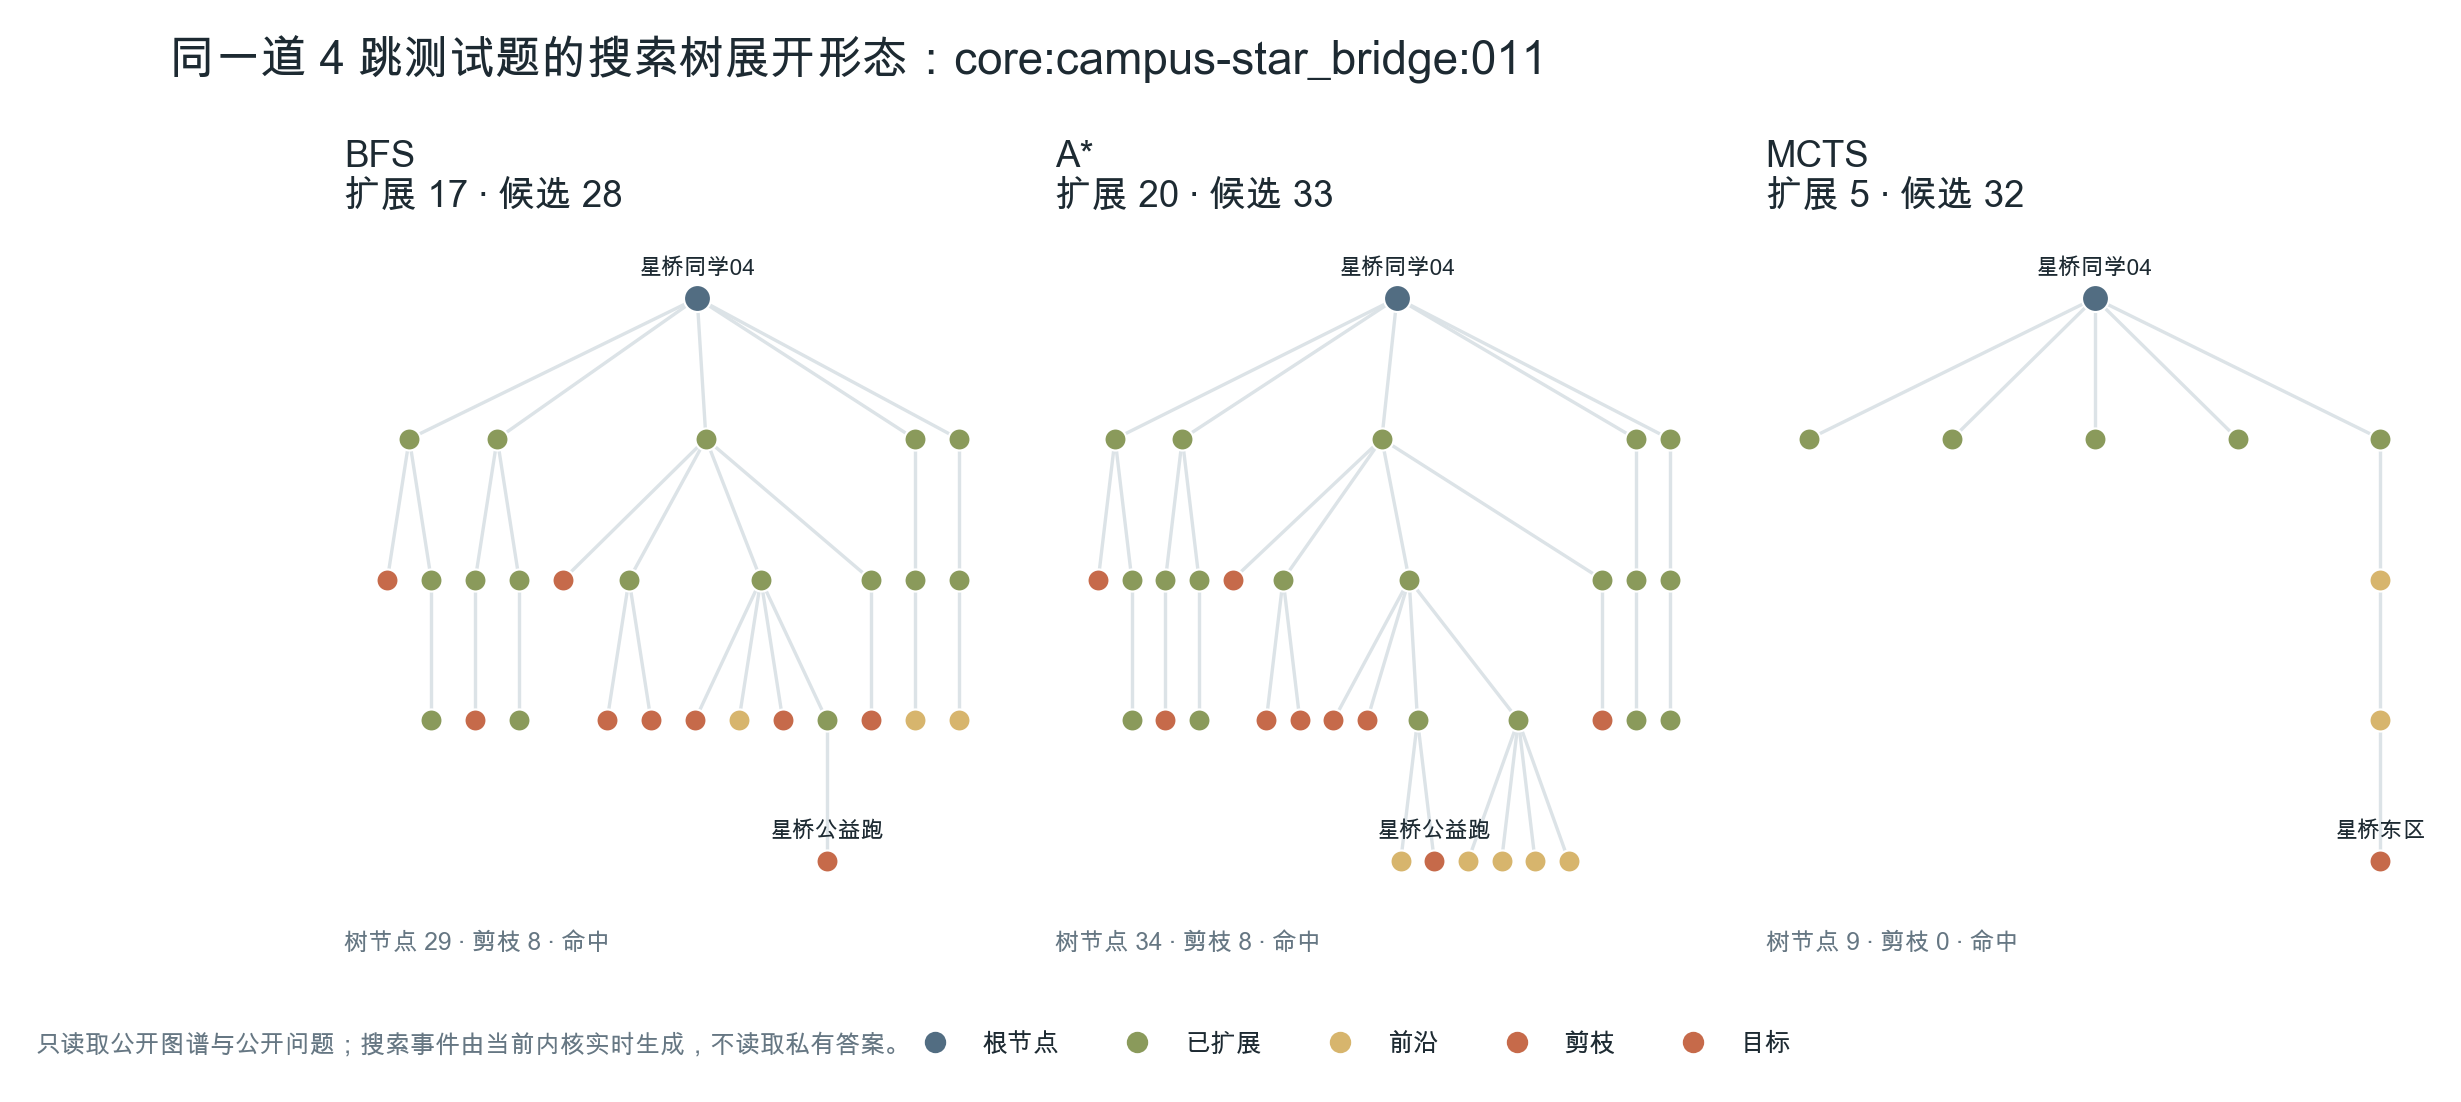 同一道 4 跳测试题的搜索树展开形态：core:campus-star_bridge:011
BFS
扩展 17 · 候选 28
A*
扩展 20 · 候选 33
MCTS
扩展 5 · 候选 32
星桥同学04
星桥同学04
星桥同学04
星桥公益跑
星桥公益跑
星桥东区
树节点 29 · 剪枝 8 · 命中
树节点 34 · 剪枝 8 · 命中
树节点 9 · 剪枝 0 · 命中
只读取公开图谱与公开问题；搜索事件由当前内核实时生成，不读取私有答案。
根节点
已扩展
前沿
剪枝
目标